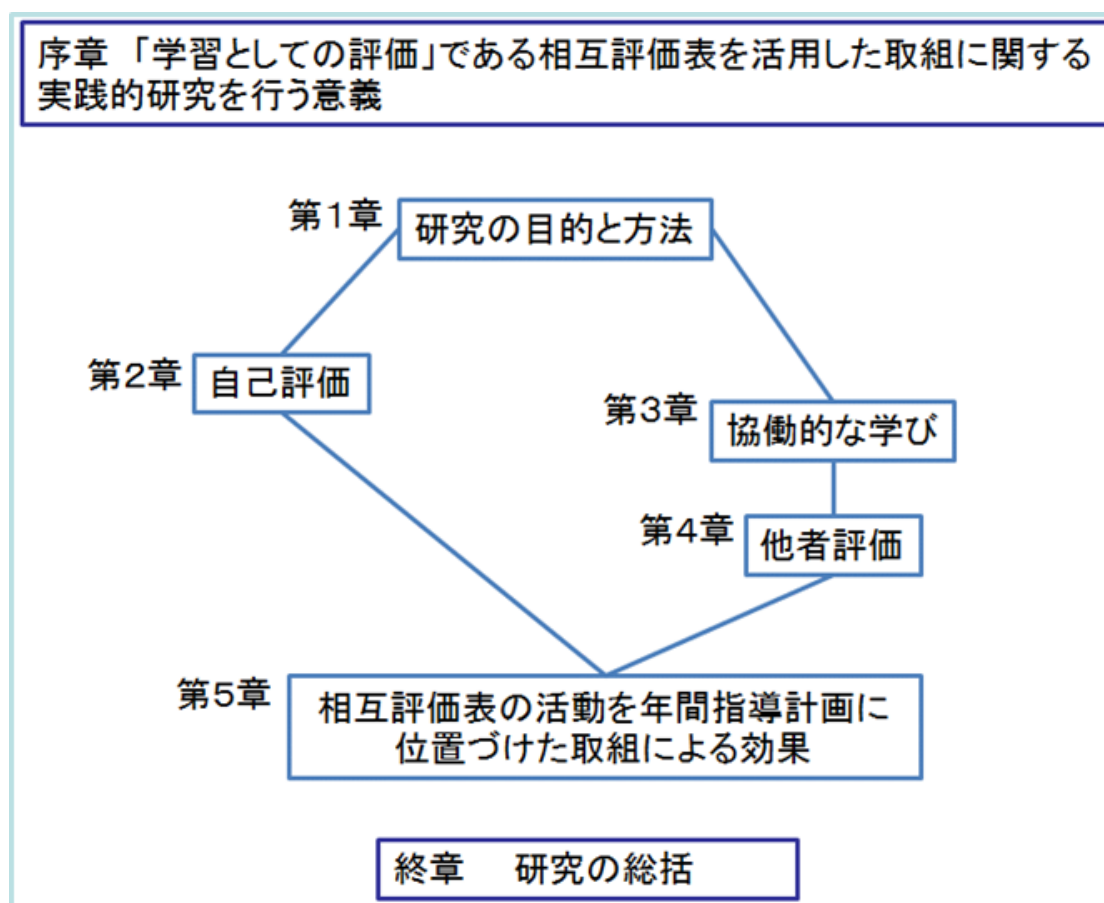 序章 「学習としての評価」である相互評価表を活用した取組に関する
実践的研究を行う意義
第1章 研究の目的と方法
第2章 自己評価
第3章 協働的な学び
第4章 他者評価
第5章 相互評価表の活動を年間指導計画に
位置づけた取組による効果
終章 研究の総括